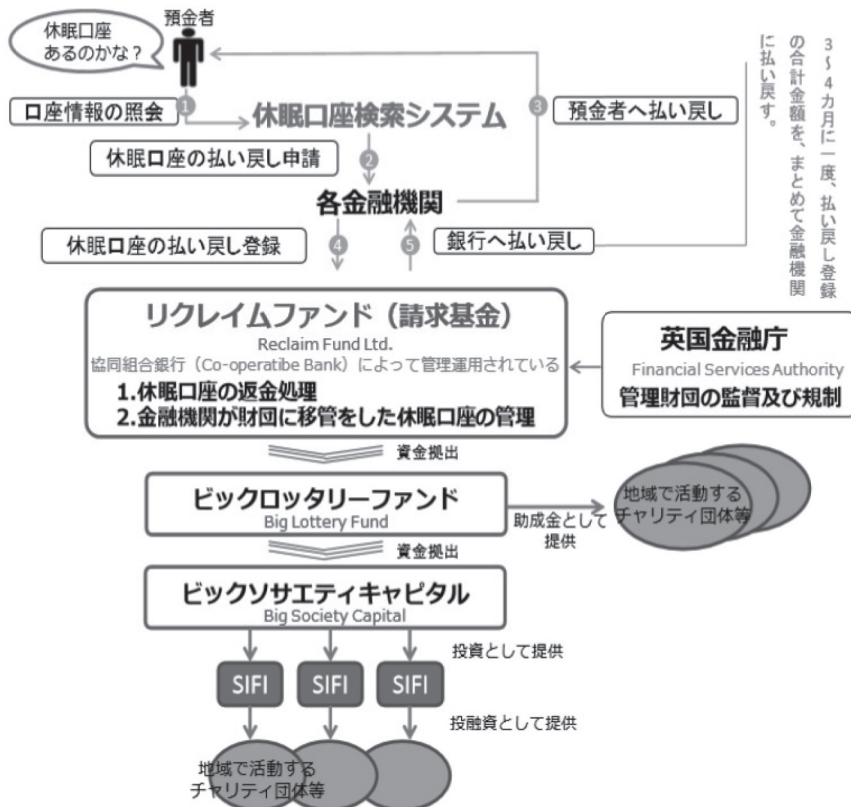 預金者
休眠口座
あるのかな?
1
口座情報の照会
休眠口座検索システム
休眠口座の払い戻し申請
2
3
預金者へ払い戻し
3~4カ月に一度、払い戻し登録
の合計金額を、まとめて金融機関
に払い戻す。
各金融機関
休眠口座の払い戻し登録
4
5
銀行へ払い戻し
リクレイムファンド(請求基金)
Reclaim Fund Ltd.
協同組合銀行(Co-operatibe Bank)によって管理運用されている
1.休眠口座の返金処理
2.金融機関が財団に移管をした休眠口座の管理
英国金融庁
Financial Services Authority
管理財団の監督及び規制
資金拠出
ビックロッタリーファンド
Big Lottery Fund
助成金として
提供
地域で活動する
チャリティ団体等
資金拠出
ビックソサエティキャピタル
Big Society Capital
投資として提供
SIFI
SIFI
SIFI
投融資として提供
地域で活動する
チャリティ団体等